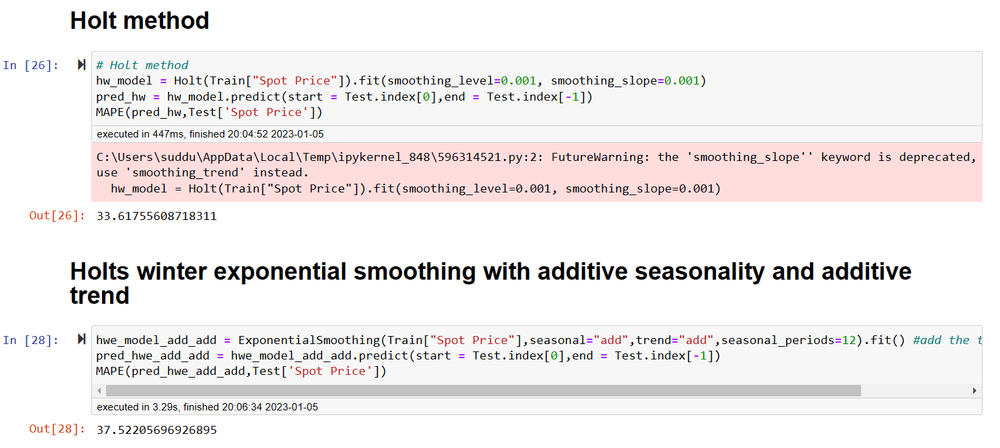 Holt method
In [26]:
# Holt method
hw_model = Holt(Train["Spot Price"]).fit(smoothing_level=0.001, smoothing_slope=0.001)
pred_hw = hw_model.predict(start = Test.index[0],end = Test.index[-1])
MAPE(pred_hw,Test['Spot Price'])
executed in 447ms, finished 20:04:52 2023-01-05
C:\Users\suddu\AppData\Local\Temp\ipykernel_848\596314521.py:2: FutureWarning: the 'smoothing_slope'' keyword is deprecated,
use 'smoothing_trend' instead.
hw_model = Holt(Train["Spot Price"]).fit(smoothing_level=0.001, smoothing_slope=0.001)
Out[26]: 33.61755608718311
Holts winter exponential smoothing with additive seasonality and additive
trend
In [28]:
hwe_model_add_add = ExponentialSmoothing(Train["Spot Price"],seasonal="add",trend="add",seasonal_periods=12).fit() #add the t
pred_hwe_add_add = hwe_model_add_add.predict(start = Test.index[0],end = Test.index[-1])
MAPE(pred_hwe_add_add,Test['Spot Price'])
executed in 3.29s, finished 20:06:34 2023-01-05
Out[28]: 37.52205696926895